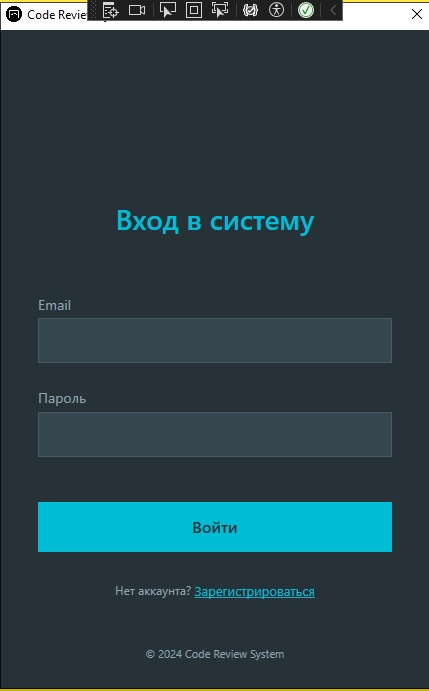 Code Revie
Вход в систему
Email
Пароль
Войти
Нет аккаунта? Зарегистрироваться
© 2024 Code Review System